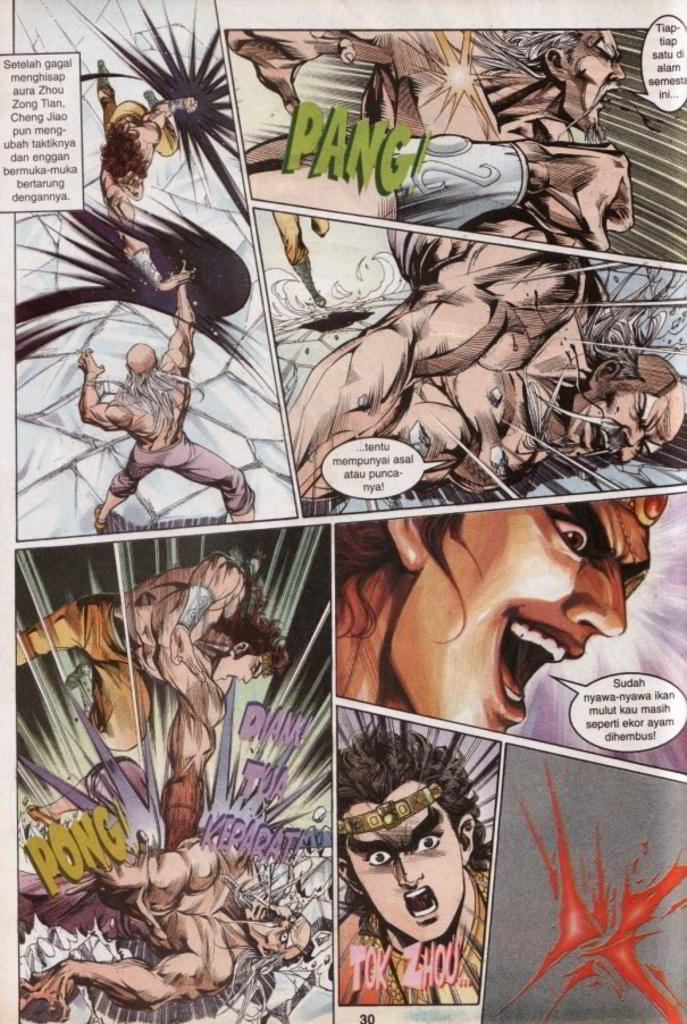 Setelah gagal
menghisap
aura Zhou
Zong Tian,
Cheng Jiao
pun meng-
ubah taktiknya
dan enggan
bermuka-muka
bertarung
dengannya.
PANG!
Tiap-
tiap
satu di
alam
semesta
ini...
...tentu
mempunyai asal
atau punca-
nya!
DIAM,
TUA
KEPARAT!
PONG!
Sudah
nyawa-nyawa ikan
mulut kau masih
seperti ekor ayam
dihembus!
TOK ZHOU...
30